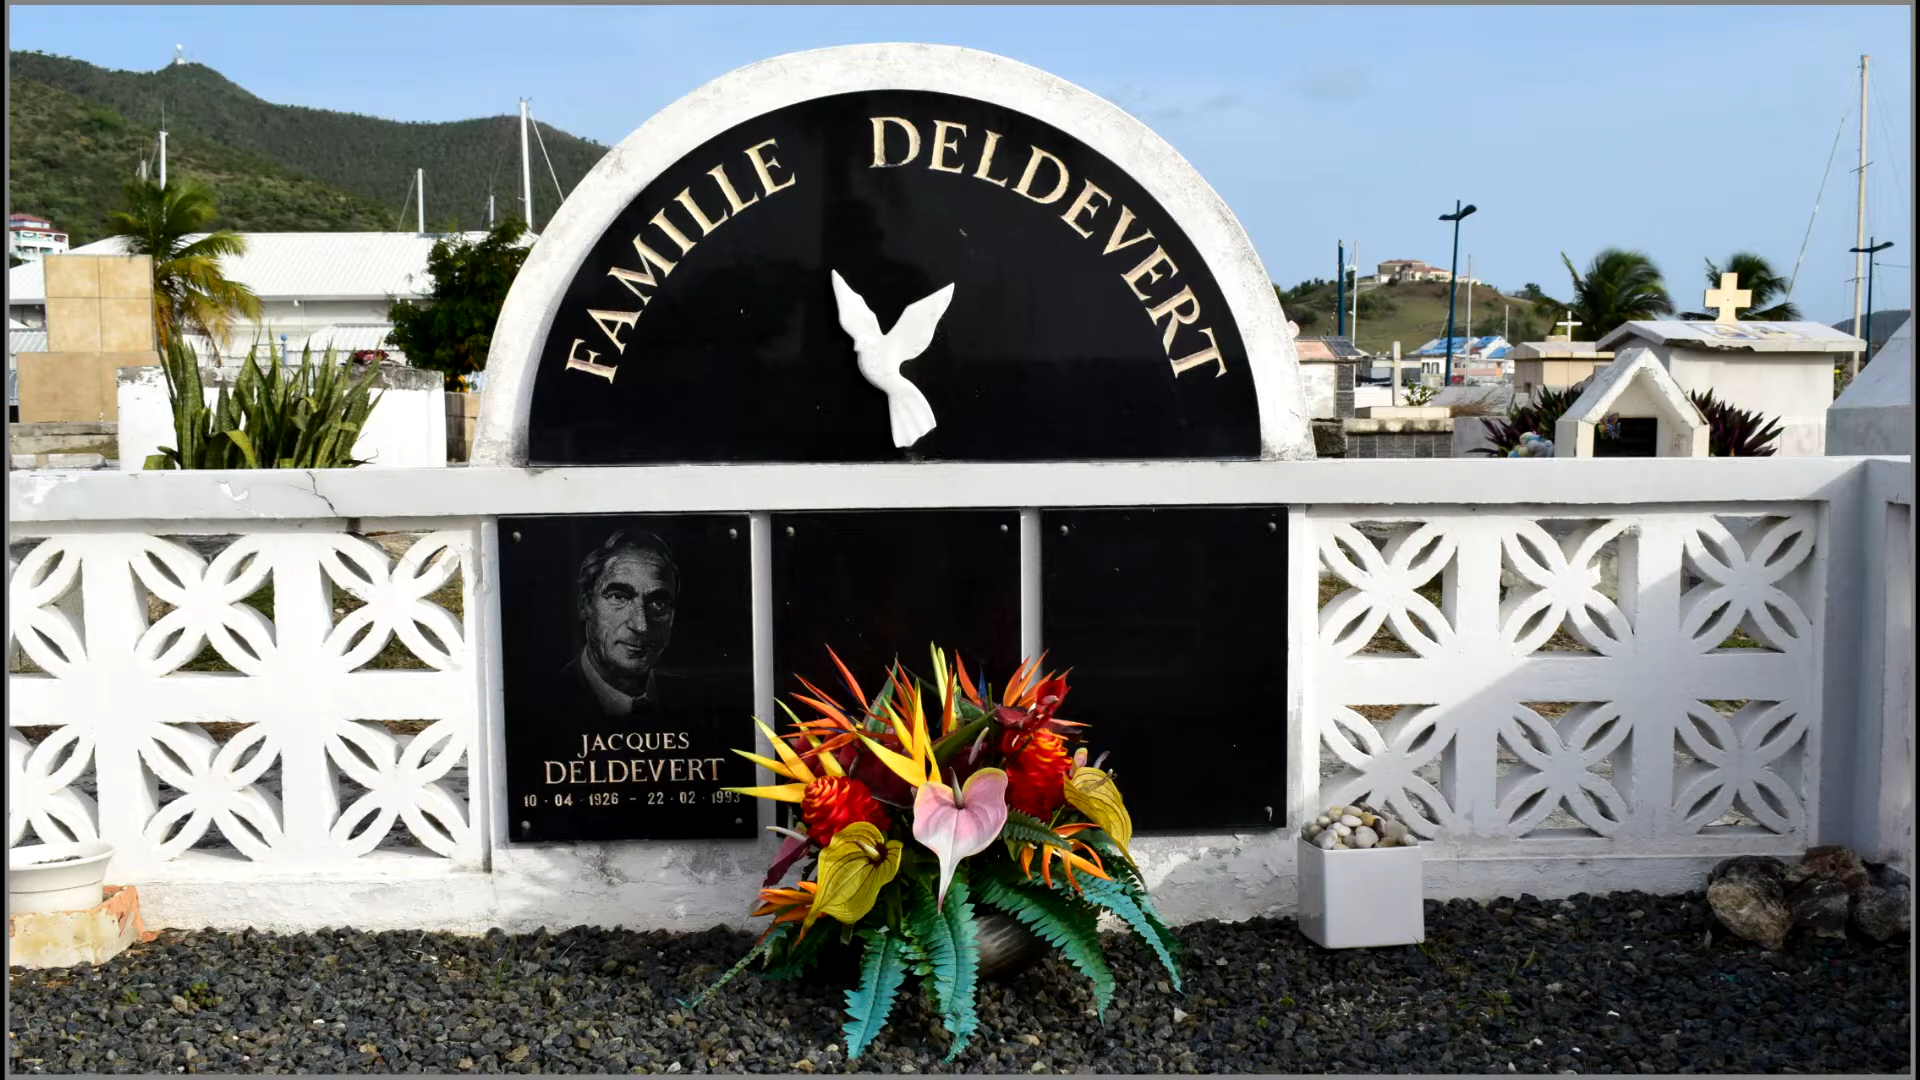 FAMILLE DELDEVERT
JACQUES
DELDEVERT
10 · 04 · 1926 - 22 · 02 · 1993